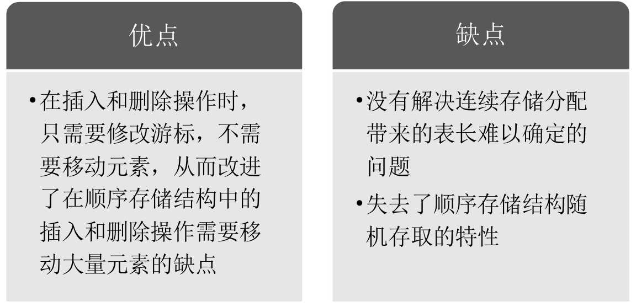 优点
•在插入和删除操作时，
只需要修改游标，不需
要移动元素，从而改进
了在顺序存储结构中的
插入和删除操作需要移
动大量元素的缺点
缺点
•没有解决连续存储分配
带来的表长难以确定的
问题
•失去了顺序存储结构随
机存取的特性